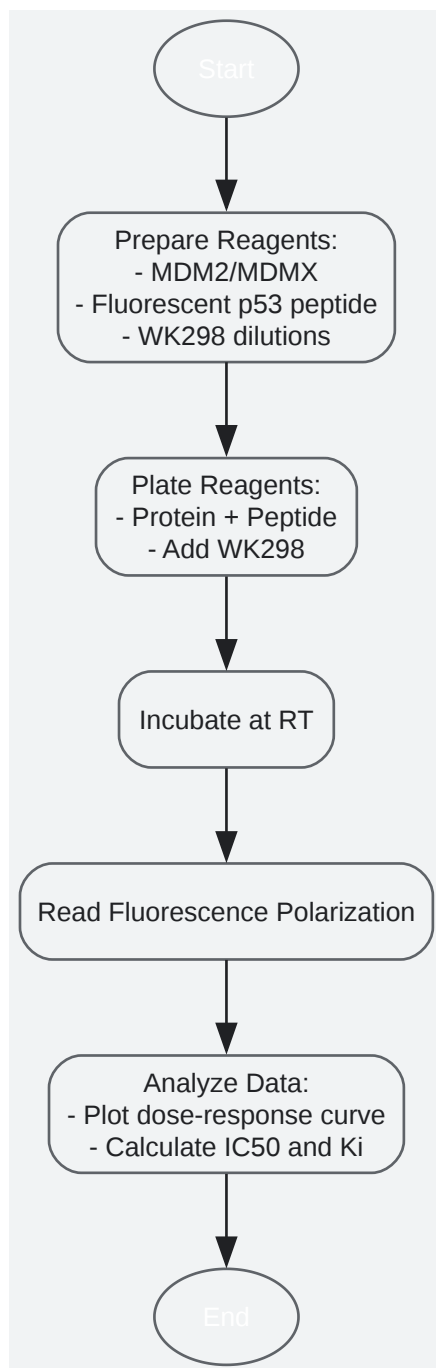 Start
Prepare Reagents:
- MDM2/MDMX
- Fluorescent p53 peptide
- WK298 dilutions
Plate Reagents:
- Protein + Peptide
- Add WK298
Incubate at RT
Read Fluorescence Polarization
Analyze Data:
- Plot dose-response curve
- Calculate IC50 and Ki
End